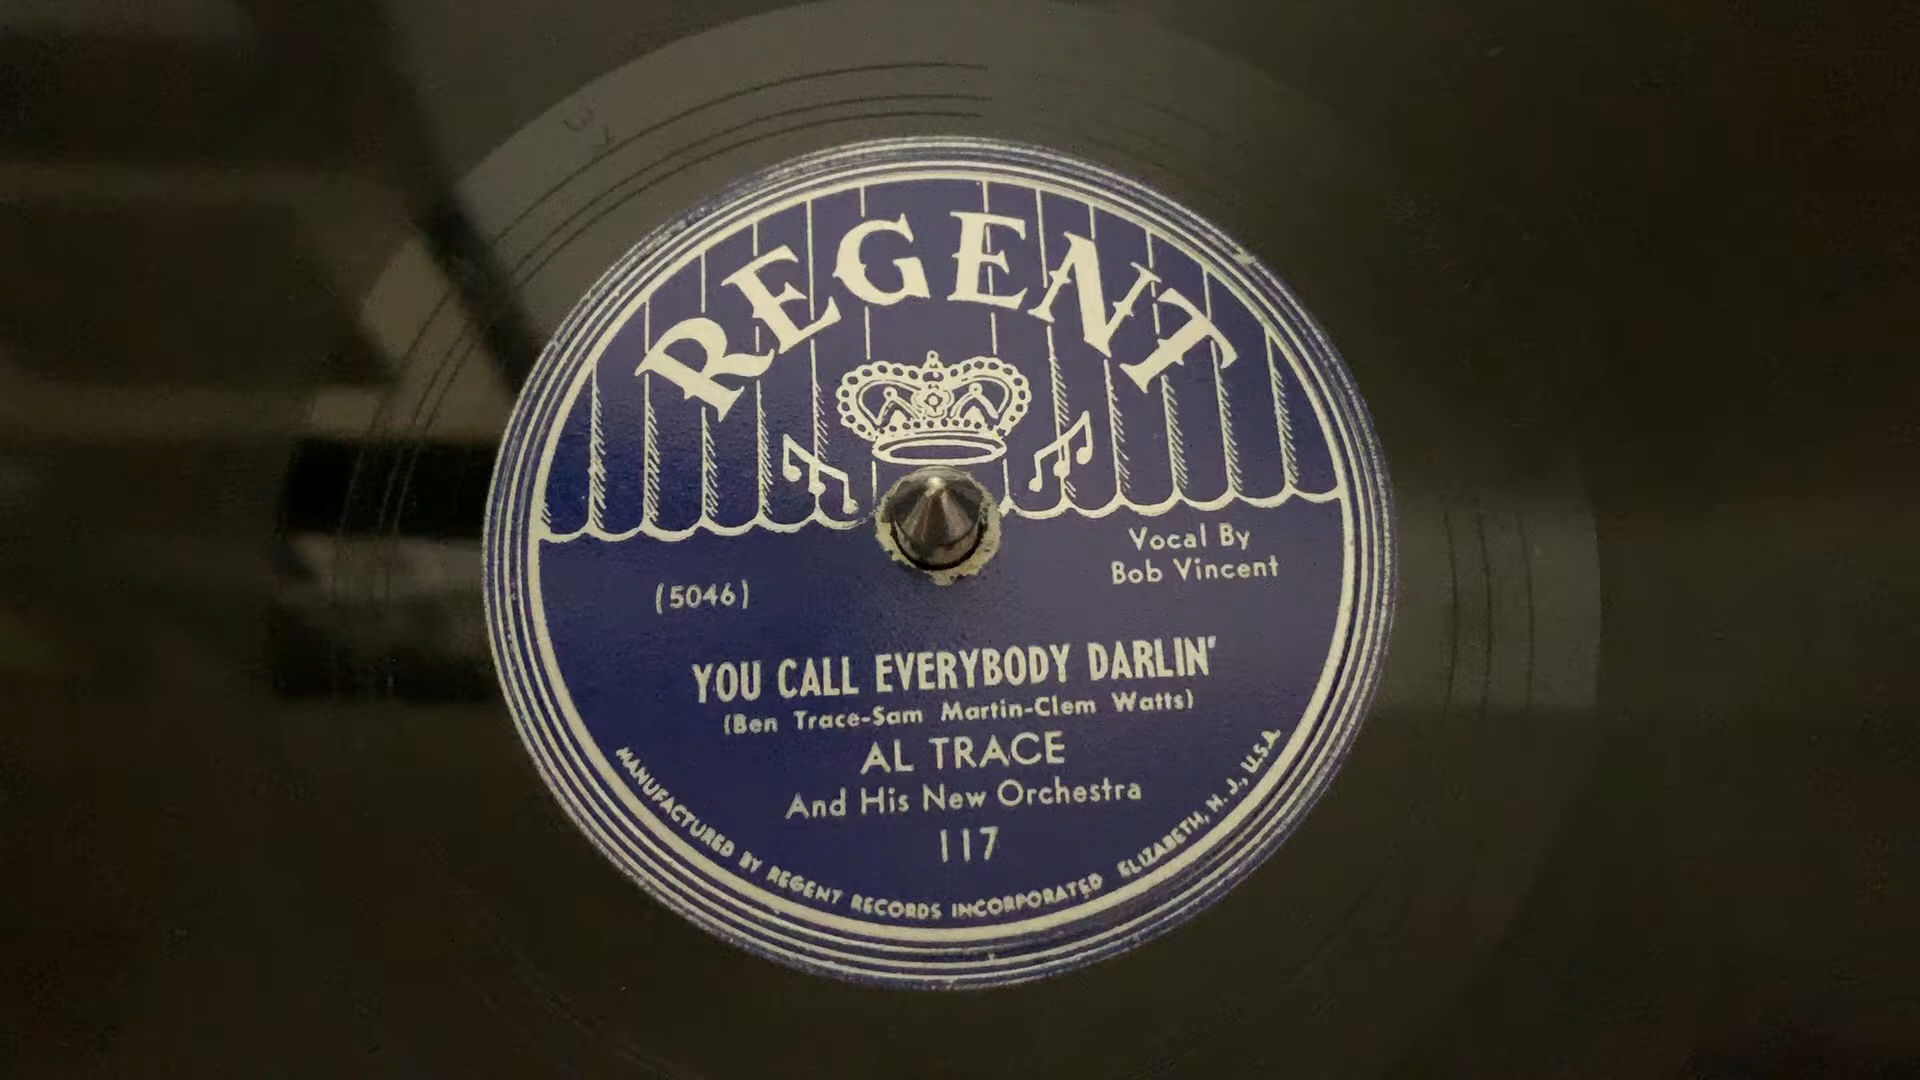 REGENT
Vocal By
Bob Vincent
(5046)
YOU CALL EVERYBODY DARLIN'
(Ben Trace-Sam Martin-Clem Watts)
AL TRACE
And His New Orchestra
117
MANUFACTURED BY REGENT RECORDS INCORPORATED ELIZABETH, N. J., U.S.A.